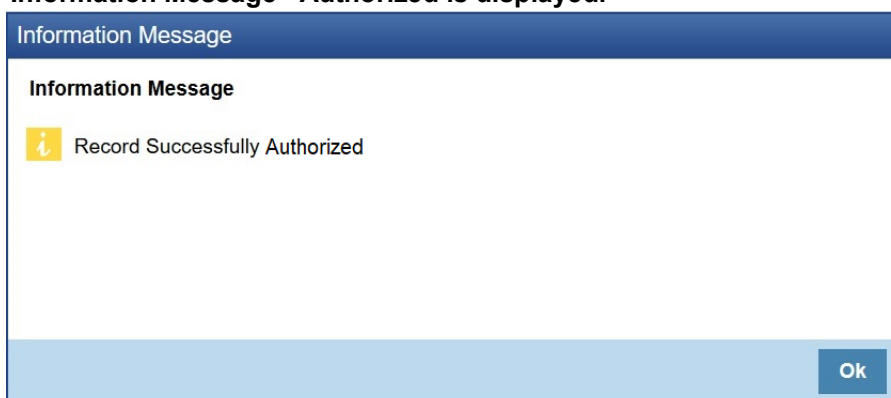 Information Message - Authorized is displayed.
Information Message
Information Message
i Record Successfully Authorized
Ok